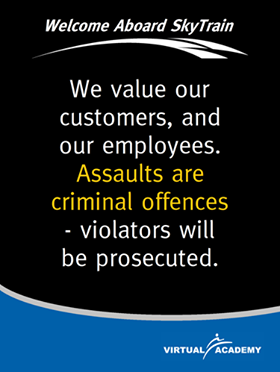 Welcome Aboard SkyTrain
We value our
customers, and
our employees.
Assaults are
criminal offences
- violators will
be prosecuted.
VIRTUAL ACADEMY